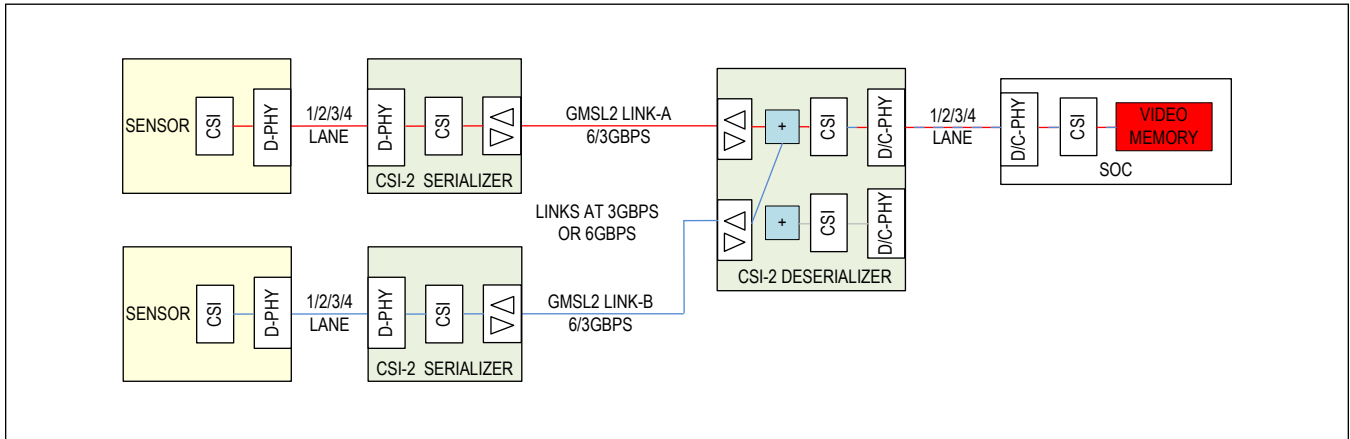 SENSOR
CSI
D-PHY
1/2/3/4
LANE
D-PHY
CSI
CSI-2 SERIALIZER
GMSL2 LINK-A
6/3GBPS
+
CSI
D/C-PHY
1/2/3/4
LANE
D/C-PHY
CSI
VIDEO
MEMORY
SOC
LINKS AT 3GBPS
OR 6GBPS
+
CSI
D/C-PHY
CSI-2 DESERIALIZER
SENSOR
CSI
D-PHY
1/2/3/4
LANE
D-PHY
CSI
CSI-2 SERIALIZER
GMSL2 LINK-B
6/3GBPS